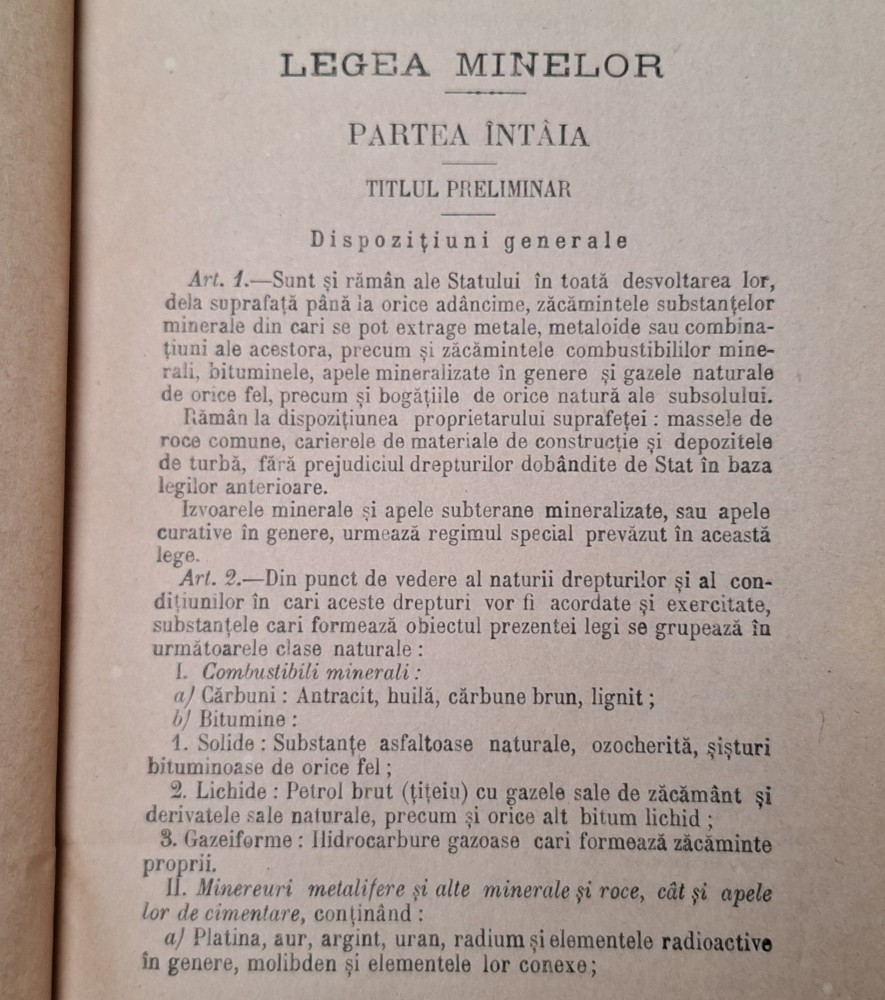 LEGEA MINELOR
PARTEA ÎNTÂIA
TITLUL PRELIMINAR
Dispozițiuni generale
Art. 1.—Sunt și rămân ale Statului în toată desvoltarea lor,
dela suprafață până la orice adâncime, zăcămintele substanțelor
minerale din cari se pot extrage metale, metaloide sau combina-
țiuni ale acestora, precum și zăcămintele combustibililor mine-
rali, bituminele, apele mineralizate în genere și gazele naturale
de orice fel, precum și bogățiile de orice natură ale subsolului.
Rămân la dispozițiunea proprietarului suprafeței : massele de
roce comune, carierele de materiale de construcție și depozitele
de turbă, fără prejudiciul drepturilor dobândite de Stat în baza
legilor anterioare.
Izvoarele minerale și apele subterane mineralizate, sau apele
curative în genere, urmează regimul special prevăzut în această
lege.
Art. 2.—Din punct de vedere al naturii drepturilor și al con-
dițiunilor în cari aceste drepturi vor fi acordate și exercitate,
substanțele cari formează obiectul prezentei legi se grupează în
următoarele clase naturale :
I. Combustibili minerali :
a) Cărbuni : Antracit, huilă, cărbune brun, lignit ;
b) Bitumine :
1. Solide : Substanțe asfaltoase naturale, ozocherită, șișturi
bituminoase de orice fel ;
2. Lichide : Petrol brut (țițeiu) cu gazele sale de zăcământ și
derivatele sale naturale, precum și orice alt bitum lichid ;
3. Gazeiforme : Hidrocarbure gazoase cari formează zăcăminte
proprii.
II. Minereuri metalifere și alte minerale și roce, cât și apele
lor de cimentare, conținând :
a) Platina, aur, argint, uran, radium și elementele radioactive
în genere, molibden și elementele lor conexe ;